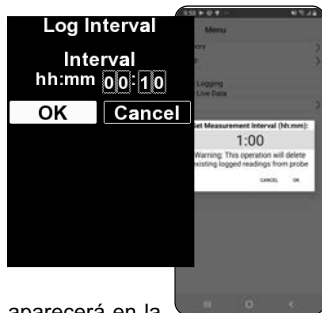 Log Interval
Interval
hh:mm 00:10
OK Cancel
Menu
Logging
Live Data
Set Measurement Interval (hh:mm):
1:00
Warning: This operation will delete
existing logged readings from probe
CANCEL OK
aparecerá en la